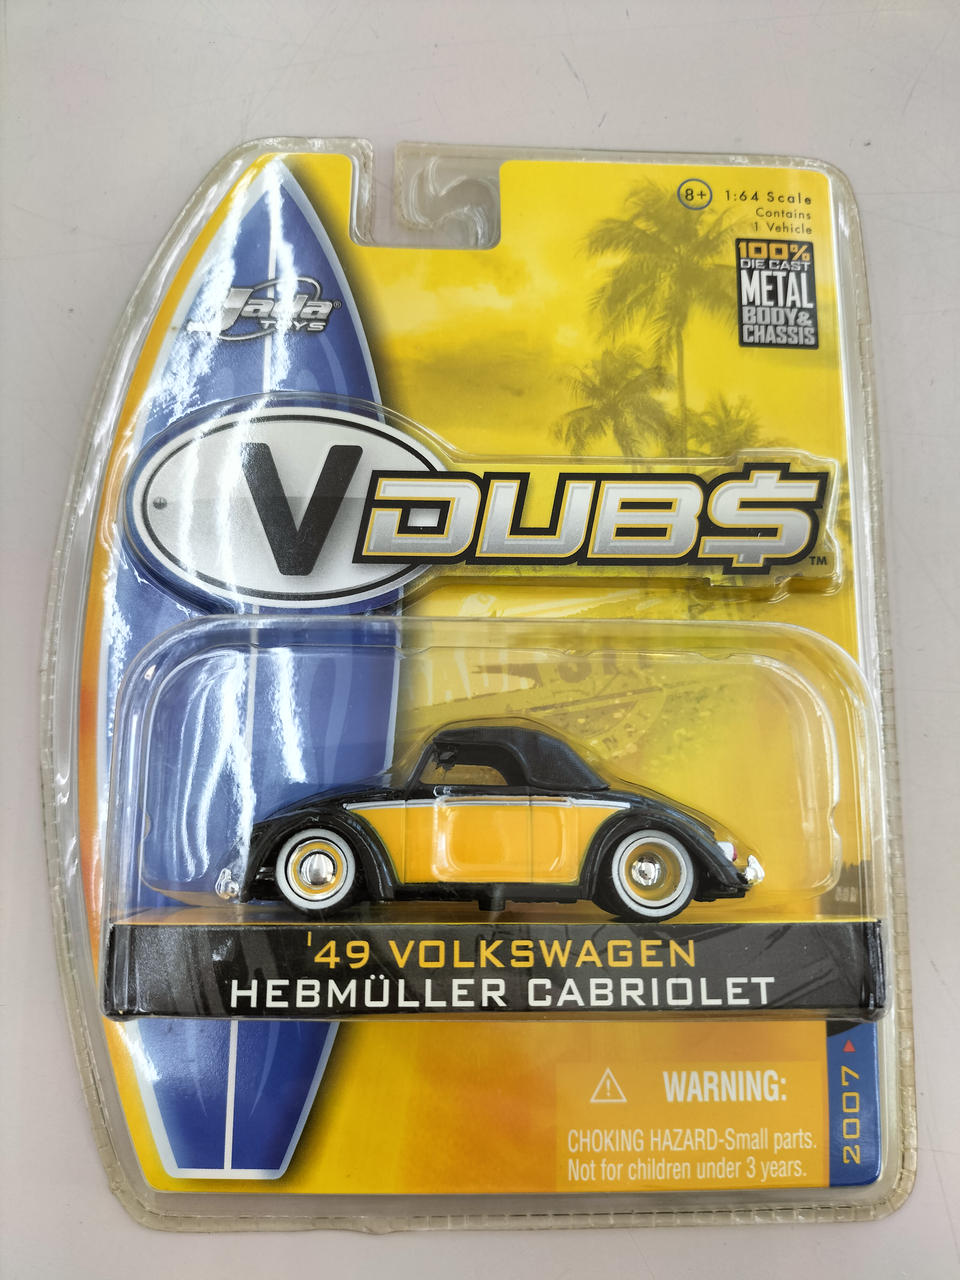 8+
1:64 Scale
Contains
1 Vehicle
100%
DIE CAST
METAL
BODY &
CHASSIS
Jada®
TOYS
V DUB$™
'49 VOLKSWAGEN
HEBMÜLLER CABRIOLET
2007
WARNING:
CHOKING HAZARD-Small parts.
Not for children under 3 years.